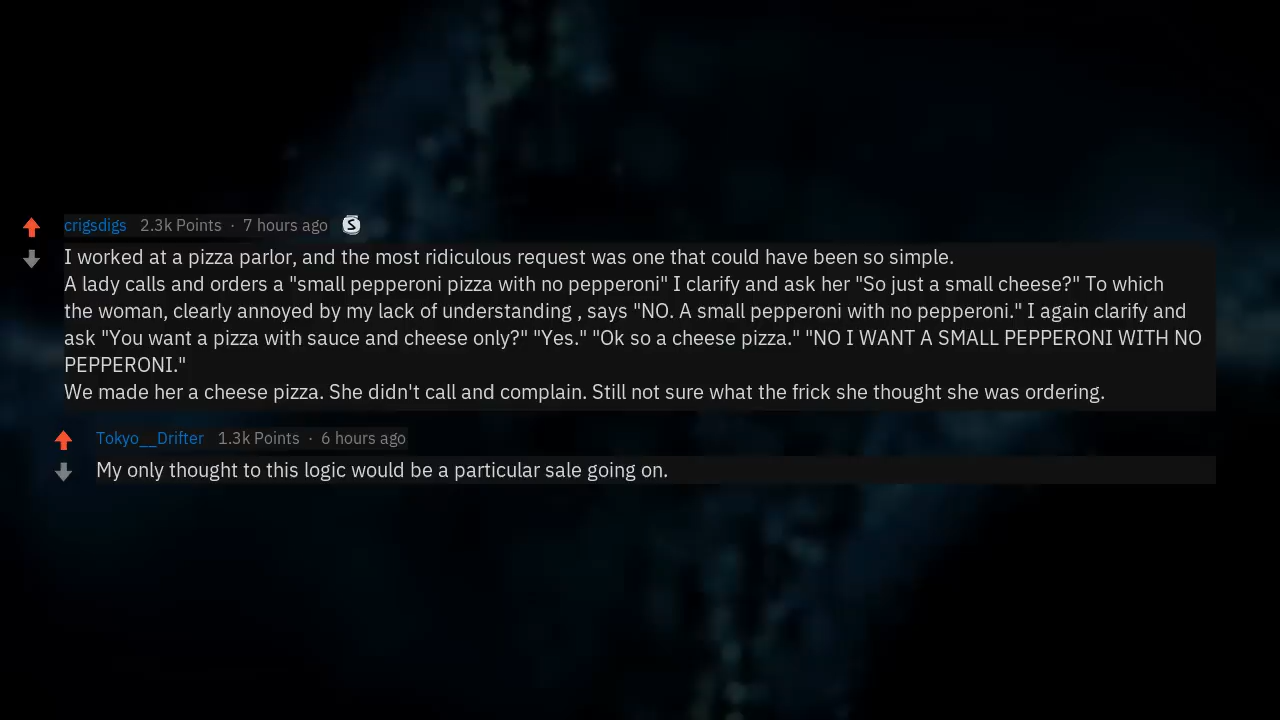 crigsdigs 2.3k Points · 7 hours ago S
I worked at a pizza parlor, and the most ridiculous request was one that could have been so simple.
A lady calls and orders a "small pepperoni pizza with no pepperoni" I clarify and ask her "So just a small cheese?" To which
the woman, clearly annoyed by my lack of understanding , says "NO. A small pepperoni with no pepperoni." I again clarify and
ask "You want a pizza with sauce and cheese only?" "Yes." "Ok so a cheese pizza." "NO I WANT A SMALL PEPPERONI WITH NO
PEPPERONI."
We made her a cheese pizza. She didn't call and complain. Still not sure what the frick she thought she was ordering.
Tokyo__Drifter 1.3k Points · 6 hours ago
My only thought to this logic would be a particular sale going on.